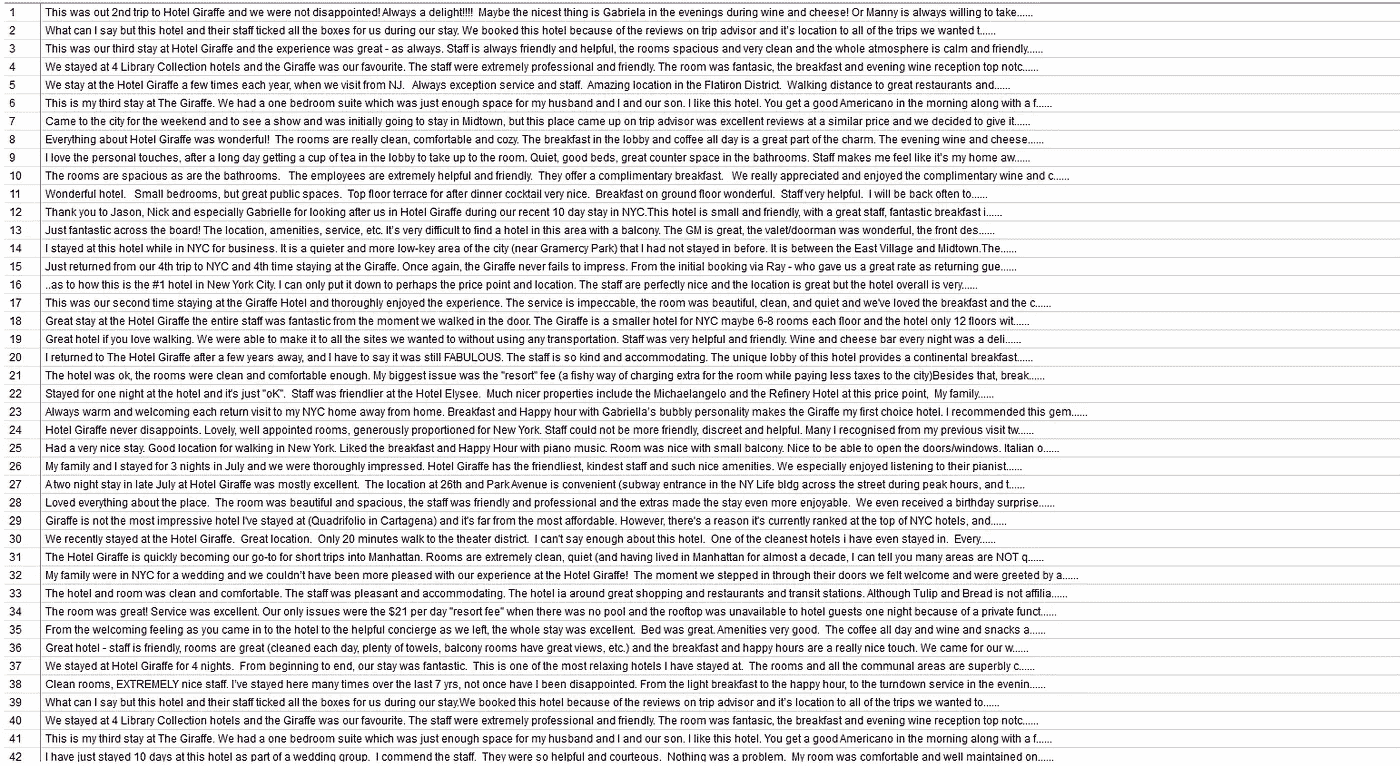 1 This was out 2nd trip to Hotel Giraffe and we were not disappointed! Always a delight!!!!  Maybe the nicest thing is Gabriela in the evenings during wine and cheese! Or Manny is always willing to take......
2 What can I say but this hotel and their staff ticked all the boxes for us during our stay. We booked this hotel because of the reviews on trip advisor and it's location to all of the trips we wanted t......
3 This was our third stay at Hotel Giraffe and the experience was great - as always. Staff is always friendly and helpful, the rooms spacious and very clean and the whole atmosphere is calm and friendly......
4 We stayed at 4 Library Collection hotels and the Giraffe was our favourite. The staff were extremely professional and friendly. The room was fantasic, the breakfast and evening wine reception top notc......
5 We stay at the Hotel Giraffe a few times each year, when we visit from NJ.   Always exception service and staff.  Amazing location in the Flatiron District.   Walking distance to great restaurants and......
6 This is my third stay at The Giraffe. We had a one bedroom suite which was just enough space for my husband and I and our son. I like this hotel. You get a good Americano in the morning along with a f......
7 Came to the city for the weekend and to see a show and was initially going to stay in Midtown, but this place came up on trip advisor was excellent reviews at a similar price and we decided to give it......
8 Everything about Hotel Giraffe was wonderful!  The rooms are really clean, comfortable and cozy. The breakfast in the lobby and coffee all day is a great part of the charm. The evening wine and cheese......
9 I love the personal touches, after a long day getting a cup of tea in the lobby to take up to the room. Quiet, good beds, great counter space in the bathrooms. Staff makes me feel like it's my home aw......
10 The rooms are spacious as are the bathrooms.   The employees are extremely helpful and friendly.  They offer a complimentary breakfast.   We really appreciated and enjoyed the complimentary wine and c......
11 Wonderful hotel.   Small bedrooms, but great public spaces.  Top floor terrace for after dinner cocktail very nice.  Breakfast on ground floor wonderful.  Staff very helpful.  I will be back often to......
12 Thank you to Jason, Nick and especially Gabrielle for looking after us in Hotel Giraffe during our recent 10 day stay in NYC.This hotel is small and friendly, with a great staff, fantastic breakfast i......
13 Just fantastic across the board! The location, amenities, service, etc. It's very difficult to find a hotel in this area with a balcony. The GM is great, the valet/doorman was wonderful, the front des......
14 I stayed at this hotel while in NYC for business. It is a quieter and more low-key area of the city (near Gramercy Park) that I had not stayed in before. It is between the East Village and Midtown.The......
15 Just returned from our 4th trip to NYC and 4th time staying at the Giraffe. Once again, the Giraffe never fails to impress. From the initial booking via Ray - who gave us a great rate as returning gue......
16 ..as to how this is the #1 hotel in New York City. I can only put it down to perhaps the price point and location. The staff are perfectly nice and the location is great but the hotel overall is very......
17 This was our second time staying at the Giraffe Hotel and thoroughly enjoyed the experience. The service is impeccable, the room was beautiful, clean, and quiet and we've loved the breakfast and the c......
18 Great stay at the Hotel Giraffe the entire staff was fantastic from the moment we walked in the door. The Giraffe is a smaller hotel for NYC maybe 6-8 rooms each floor and the hotel only 12 floors wit......
19 Great hotel if you love walking. We were able to make it to all the sites we wanted to without using any transportation. Staff was very helpful and friendly. Wine and cheese bar every night was a deli......
20 I returned to The Hotel Giraffe after a few years away, and I have to say it was still FABULOUS. The staff is so kind and accommodating. The unique lobby of this hotel provides a continental breakfast......
21 The hotel was ok, the rooms were clean and comfortable enough. My biggest issue was the "resort" fee (a fishy way of charging extra for the room while paying less taxes to the city)Besides that, break......
22 Stayed for one night at the hotel and it's just "oK".  Staff was friendlier at the Hotel Elysee.  Much nicer properties include the Michaelangelo and the Refinery Hotel at this price point,  My family......
23 Always warm and welcoming each return visit to my NYC home away from home. Breakfast and Happy hour with Gabriella's bubbly personality makes the Giraffe my first choice hotel. I recommended this gem......
24 Hotel Giraffe never disappoints. Lovely, well appointed rooms, generously proportioned for New York. Staff could not be more friendly, discreet and helpful. Many I recognised from my previous visit tw......
25 Had a very nice stay. Good location for walking in New York. Liked the breakfast and Happy Hour with piano music. Room was nice with small balcony. Nice to be able to open the doors/windows. Italian o......
26 My family and I stayed for 3 nights in July and we were thoroughly impressed. Hotel Giraffe has the friendliest, kindest staff and such nice amenities. We especially enjoyed listening to their pianist......
27 A two night stay in late July at Hotel Giraffe was mostly excellent.  The location at 26th and Park Avenue is convenient (subway entrance in the NY Life bldg across the street during peak hours, and t......
28 Loved everything about the place.  The room was beautiful and spacious, the staff was friendly and professional and the extras made the stay even more enjoyable.  We even received a birthday surprise......
29 Giraffe is not the most impressive hotel I've stayed at (Quadrifolio in Cartagena) and it's far from the most affordable. However, there's a reason it's currently ranked at the top of NYC hotels, and......
30 We recently stayed at the Hotel Giraffe.  Great location.  Only 20 minutes walk to the theater district.  I can't say enough about this hotel.  One of the cleanest hotels i have even stayed in.  Every......
31 The Hotel Giraffe is quickly becoming our go-to for short trips into Manhattan. Rooms are extremely clean, quiet (and having lived in Manhattan for almost a decade, I can tell you many areas are NOT q......
32 My family were in NYC for a wedding and we couldn't have been more pleased with our experience at the Hotel Giraffe!  The moment we stepped in through their doors we felt welcome and were greeted by a......
33 The hotel and room was clean and comfortable. The staff was pleasant and accommodating. The hotel ia around great shopping and restaurants and transit stations. Although Tulip and Bread is not affilia......
34 The room was great! Service was excellent. Our only issues were the $21 per day "resort fee" when there was no pool and the rooftop was unavailable to hotel guests one night because of a private funct......
35 From the welcoming feeling as you came in to the hotel to the helpful concierge as we left, the whole stay was excellent.  Bed was great. Amenities very good.  The coffee all day and wine and snacks a......
36 Great hotel - staff is friendly, rooms are great (cleaned each day, plenty of towels, balcony rooms have great views, etc.) and the breakfast and happy hours are a really nice touch. We came for our w......
37 We stayed at Hotel Giraffe for 4 nights.  From beginning to end, our stay was fantastic.  This is one of the most relaxing hotels I have stayed at.  The rooms and all the communal areas are superbly c......
38 Clean rooms, EXTREMELY nice staff. I've stayed here many times over the last 7 yrs, not once have I been disappointed. From the light breakfast to the happy hour, to the turndown service in the evenin......
39 What can I say but this hotel and their staff ticked all the boxes for us during our stay.We booked this hotel because of the reviews on trip advisor and it's location to all of the trips we wanted to......
40 We stayed at 4 Library Collection hotels and the Giraffe was our favourite. The staff were extremely professional and friendly. The room was fantasic, the breakfast and evening wine reception top notc......
41 This is my third stay at The Giraffe. We had a one bedroom suite which was just enough space for my husband and I and our son. I like this hotel. You get a good Americano in the morning along with a f......
42 I have just stayed 10 days at this hotel as part of a wedding group.  I commend the staff.  They were so helpful and courteous.  Nothing was a problem.  My room was comfortable and well maintained on......